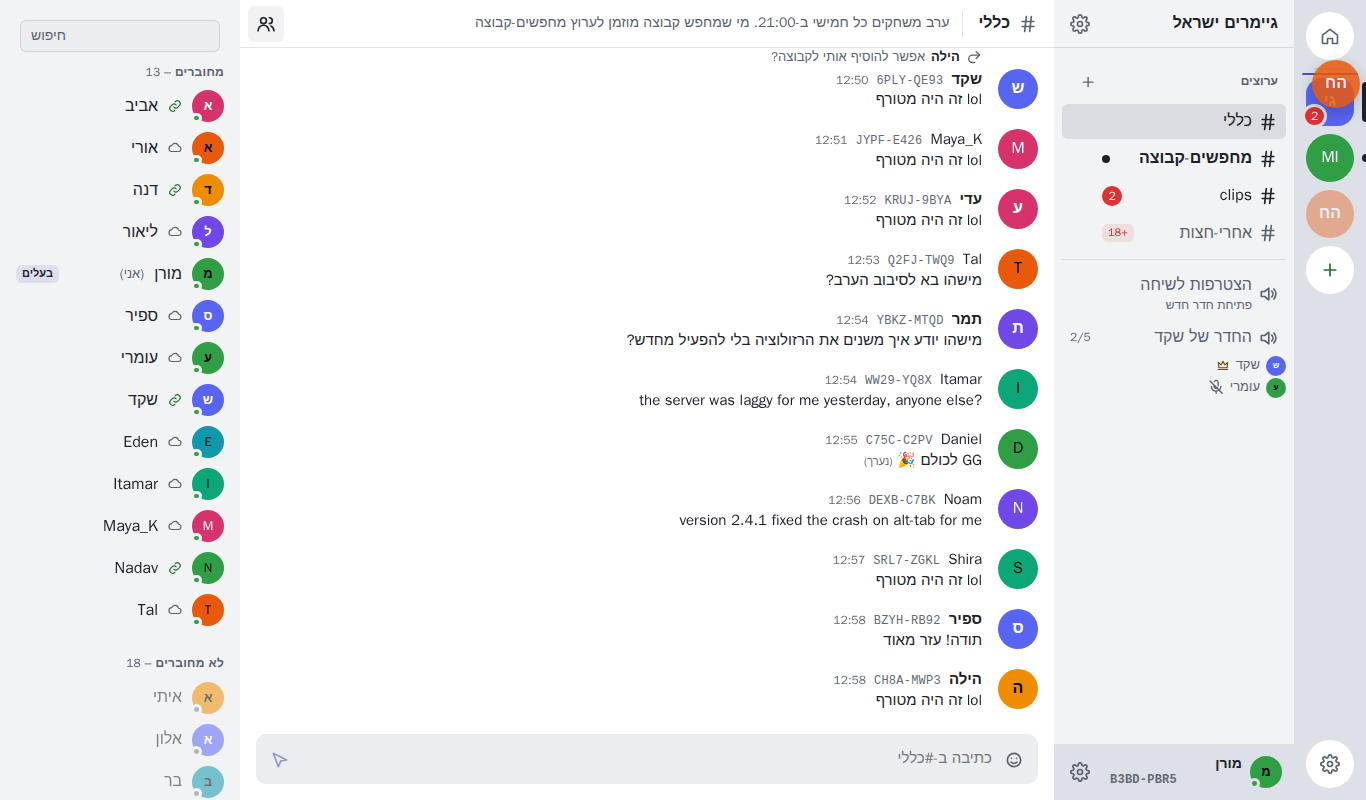 הח
גי
2
MI
הח
גיימרים ישראל
ערוצים
כללי
מחפשים-קבוצה
clips
2
אחרי-חצות
18+
הצטרפות לשיחה
פתיחת חדר חדש
החדר של שקד
2/5
ש
שקד
ע
עומרי
מ
מורן
B3BD-PBR5
# כללי
ערב משחקים כל חמישי ב-21:00. מי שמחפש קבוצה מוזמן לערוץ מחפשים-קבוצה
הילה אפשר להוסיף אותי לקבוצה?
ש
שקד 6PLY-QE93 12:50
lol זה היה מטורף
M
Maya_K JYPF-E426 12:51
lol זה היה מטורף
ע
עדי KRUJ-9BYA 12:52
lol זה היה מטורף
T
Tal Q2FJ-TWQ9 12:53
מישהו בא לסיבוב הערב?
ת
תמר YBKZ-MTQD 12:54
מישהו יודע איך משנים את הרזולוציה בלי להפעיל מחדש?
I
Itamar WW29-YQ8X 12:54
the server was laggy for me yesterday, anyone else?
D
Daniel C75C-C2PV 12:55
GG לכולם 🎉 (נערך)
N
Noam DEXB-C7BK 12:56
version 2.4.1 fixed the crash on alt-tab for me
S
Shira SRL7-ZGKL 12:57
lol זה היה מטורף
ס
ספיר BZYH-RB92 12:58
תודה! עזר מאוד
ה
הילה CH8A-MWP3 12:58
lol זה היה מטורף
כתיבה ב-#כללי
חיפוש
מחוברים – 13
א
אביב
א
אורי
ד
דנה
ל
ליאור
מ
מורן (אני) בעלים
ס
ספיר
ע
עומרי
ש
שקד
E
Eden
I
Itamar
M
Maya_K
N
Nadav
T
Tal
לא מחוברים – 18
א
איתי
א
אלון
ב
בר